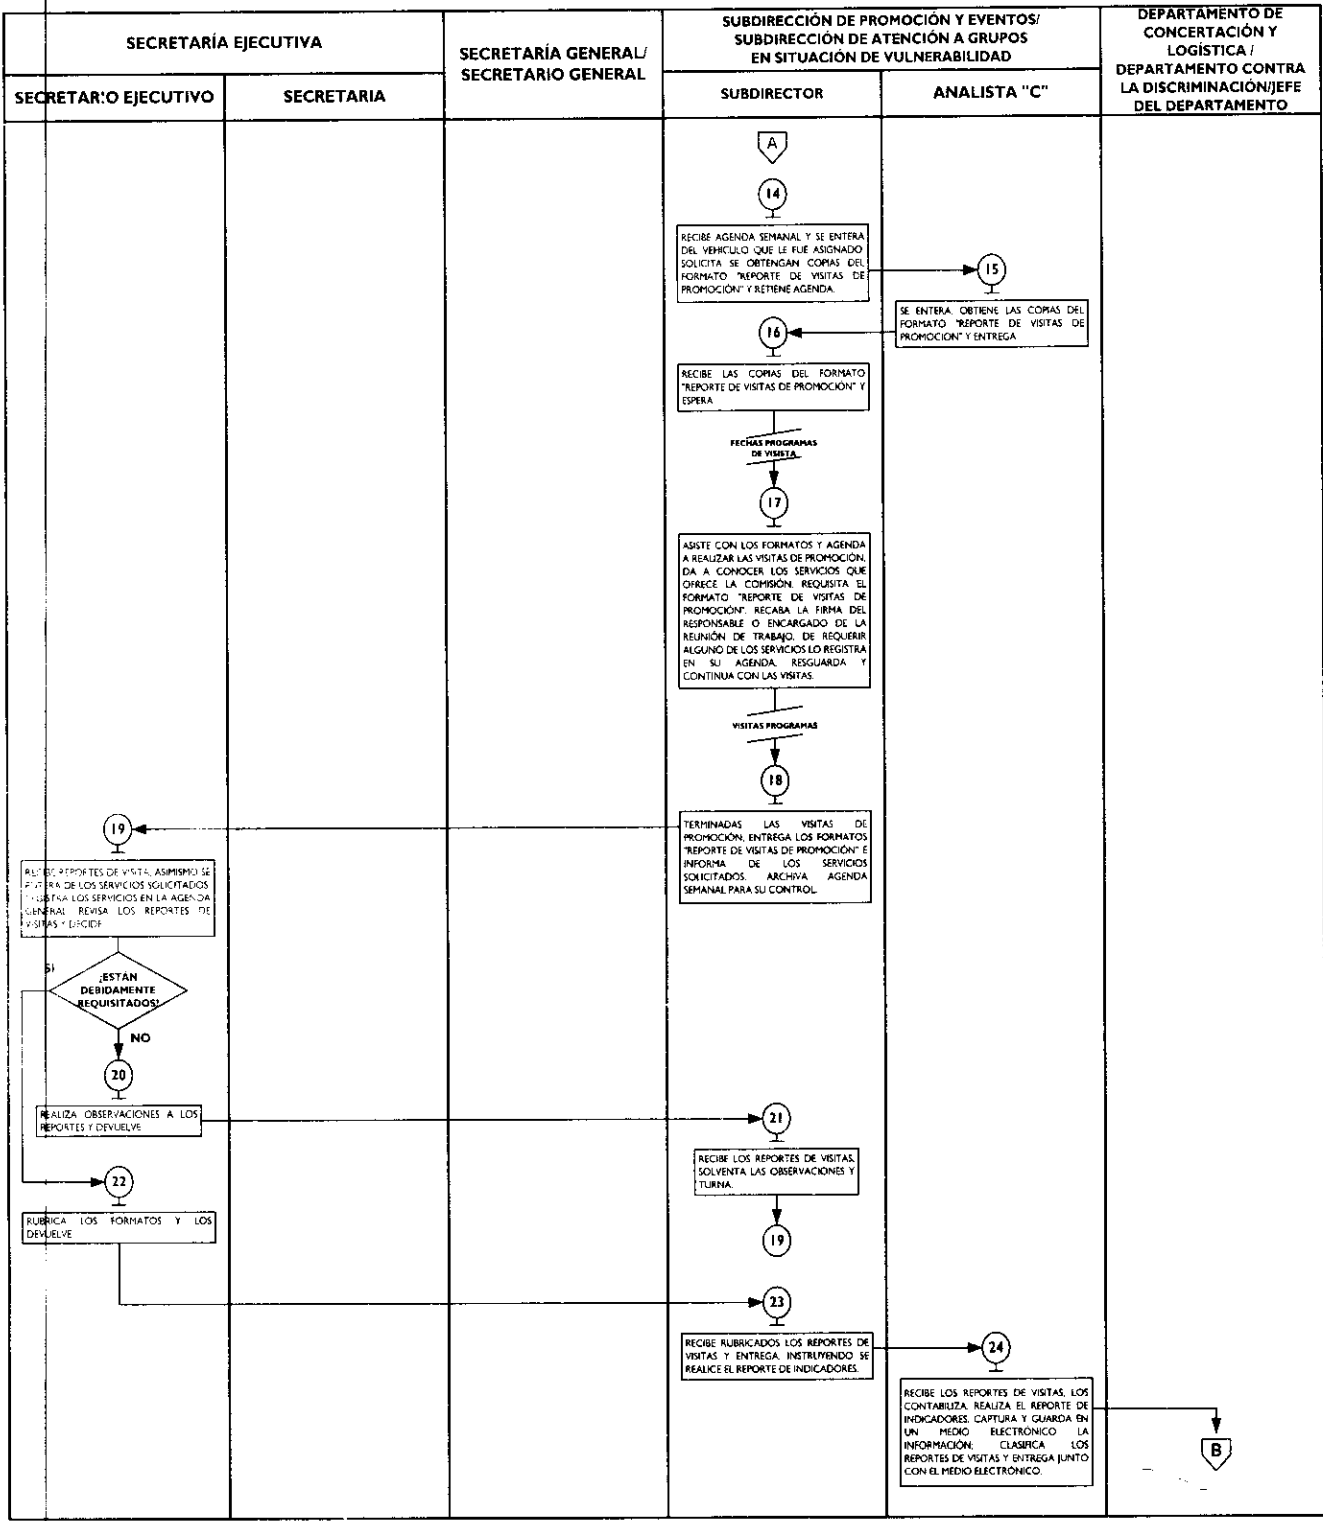 SECRETARÍA EJECUTIVA
SECRETARÍA GENERAL/
SECRETARIO GENERAL
SUBDIRECCIÓN DE PROMOCIÓN Y EVENTOS/
SUBDIRECCIÓN DE ATENCIÓN A GRUPOS
EN SITUACIÓN DE VULNERABILIDAD
DEPARTAMENTO DE
CONCERTACIÓN Y
LOGÍSTICA /
DEPARTAMENTO CONTRA
LA DISCRIMINACIÓN/JEFE
DEL DEPARTAMENTO
SECRETARIO EJECUTIVO
SECRETARIA
SUBDIRECTOR
ANALISTA "C"
A
14
RECIBE AGENDA SEMANAL Y SE ENTERA
DEL VEHICULO QUE LE FUE ASIGNADO
SOLICITA SE OBTENGAN COPIAS DEL
FORMATO "REPORTE DE VISITAS DE
PROMOCIÓN" Y RETIENE AGENDA.
15
SE ENTERA, OBTIENE LAS COPIAS DEL
FORMATO "REPORTE DE VISITAS DE
PROMOCION" Y ENTREGA
16
RECIBE LAS COPIAS DEL FORMATO
"REPORTE DE VISITAS DE PROMOCIÓN" Y
ESPERA
FECHAS PROGRAMAS
DE VISISTA
17
ASISTE CON LOS FORMATOS Y AGENDA
A REALIZAR LAS VISITAS DE PROMOCIÓN,
DA A CONOCER LOS SERVICIOS QUE
OFRECE LA COMISIÓN. REQUISITA EL
FORMATO "REPORTE DE VISITAS DE
PROMOCIÓN". RECABA LA FIRMA DEL
RESPONSABLE O ENCARGADO DE LA
REUNIÓN DE TRABAJO, DE REQUERIR
ALGUNO DE LOS SERVICIOS LO REGISTRA
EN SU AGENDA, RESGUARDA Y
CONTINUA CON LAS VISITAS.
VISITAS PROGRAMAS
18
TERMINADAS LAS VISITAS DE
PROMOCIÓN, ENTREGA LOS FORMATOS
"REPORTE DE VISITAS DE PROMOCIÓN" E
INFORMA DE LOS SERVICIOS
SOLICITADOS. ARCHIVA AGENDA
SEMANAL PARA SU CONTROL.
19
RECIBE REPORTES DE VISITA, ASIMISMO SE
ENTERA DE LOS SERVICIOS SOLICITADOS
REGISTRA LOS SERVICIOS EN LA AGENDA
GENERAL. REVISA LOS REPORTES DE
VISITAS Y DECIDE
SI
¿ESTÁN
DEBIDAMENTE
REQUISITADOS?
NO
20
REALIZA OBSERVACIONES A LOS
REPORTES Y DEVUELVE
21
RECIBE LOS REPORTES DE VISITAS,
SOLVENTA LAS OBSERVACIONES Y
TURNA.
19
22
RUBRICA LOS FORMATOS Y LOS
DEVUELVE
23
RECIBE RUBRICADOS LOS REPORTES DE
VISITAS Y ENTREGA, INSTRUYENDO SE
REALICE EL REPORTE DE INDICADORES.
24
RECIBE LOS REPORTES DE VISITAS, LOS
CONTABILIZA, REALIZA EL REPORTE DE
INDICADORES, CAPTURA Y GUARDA EN
UN MEDIO ELECTRÓNICO LA
INFORMACIÓN; CLASIFICA LOS
REPORTES DE VISITAS Y ENTREGA JUNTO
CON EL MEDIO ELECTRÓNICO.
B